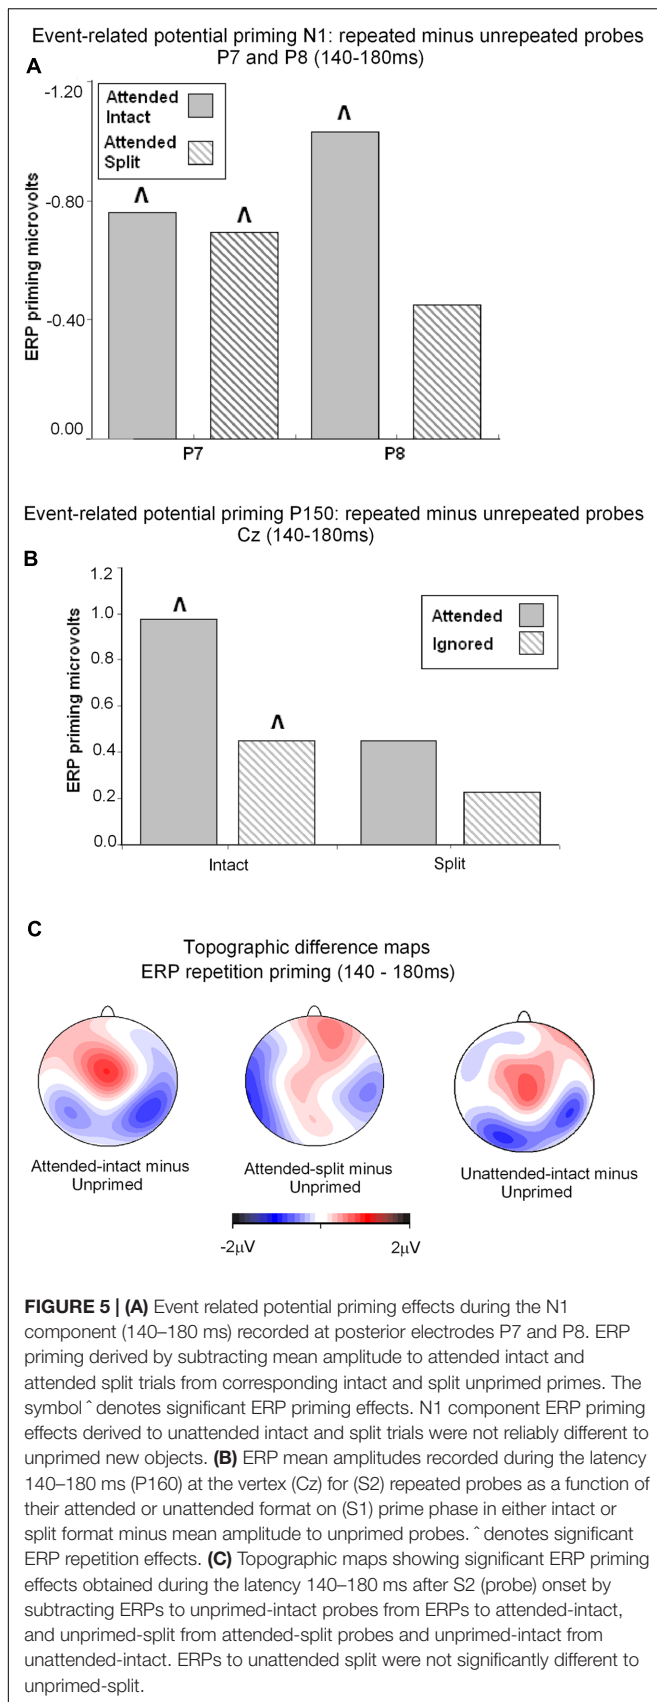 Event-related potential priming N1: repeated minus unrepeated probes
P7 and P8 (140-180ms)
A
-1.20
Attended
Intact
Attended
Split
Λ
Λ
Λ
-0.80
-0.40
0.00
ERP priming microvolts
P7
P8
Event-related potential priming P150: repeated minus unrepeated probes
Cz (140-180ms)
B
1.2
1.0
0.8
0.6
0.4
0.2
0.0
ERP priming microvolts
Λ
Λ
Attended
Ignored
Intact
Split
C
Topographic difference maps
ERP repetition priming (140 - 180ms)
Attended-intact minus
Unprimed
Attended-split minus
Unprimed
Unattended-intact minus
Unprimed
-2µV
2µV
FIGURE 5 | (A) Event related potential priming effects during the N1
component (140–180 ms) recorded at posterior electrodes P7 and P8. ERP
priming derived by subtracting mean amplitude to attended intact and
attended split trials from corresponding intact and split unprimed primes. The
symbol ˆ denotes significant ERP priming effects. N1 component ERP priming
effects derived to unattended intact and split trials were not reliably different to
unprimed new objects. (B) ERP mean amplitudes recorded during the latency
140–180 ms (P160) at the vertex (Cz) for (S2) repeated probes as a function of
their attended or unattended format on (S1) prime phase in either intact or
split format minus mean amplitude to unprimed probes. ˆ denotes significant
ERP repetition effects. (C) Topographic maps showing significant ERP priming
effects obtained during the latency 140–180 ms after S2 (probe) onset by
subtracting ERPs to unprimed-intact probes from ERPs to attended-intact,
and unprimed-split from attended-split probes and unprimed-intact from
unattended-intact. ERPs to unattended split were not significantly different to
unprimed-split.